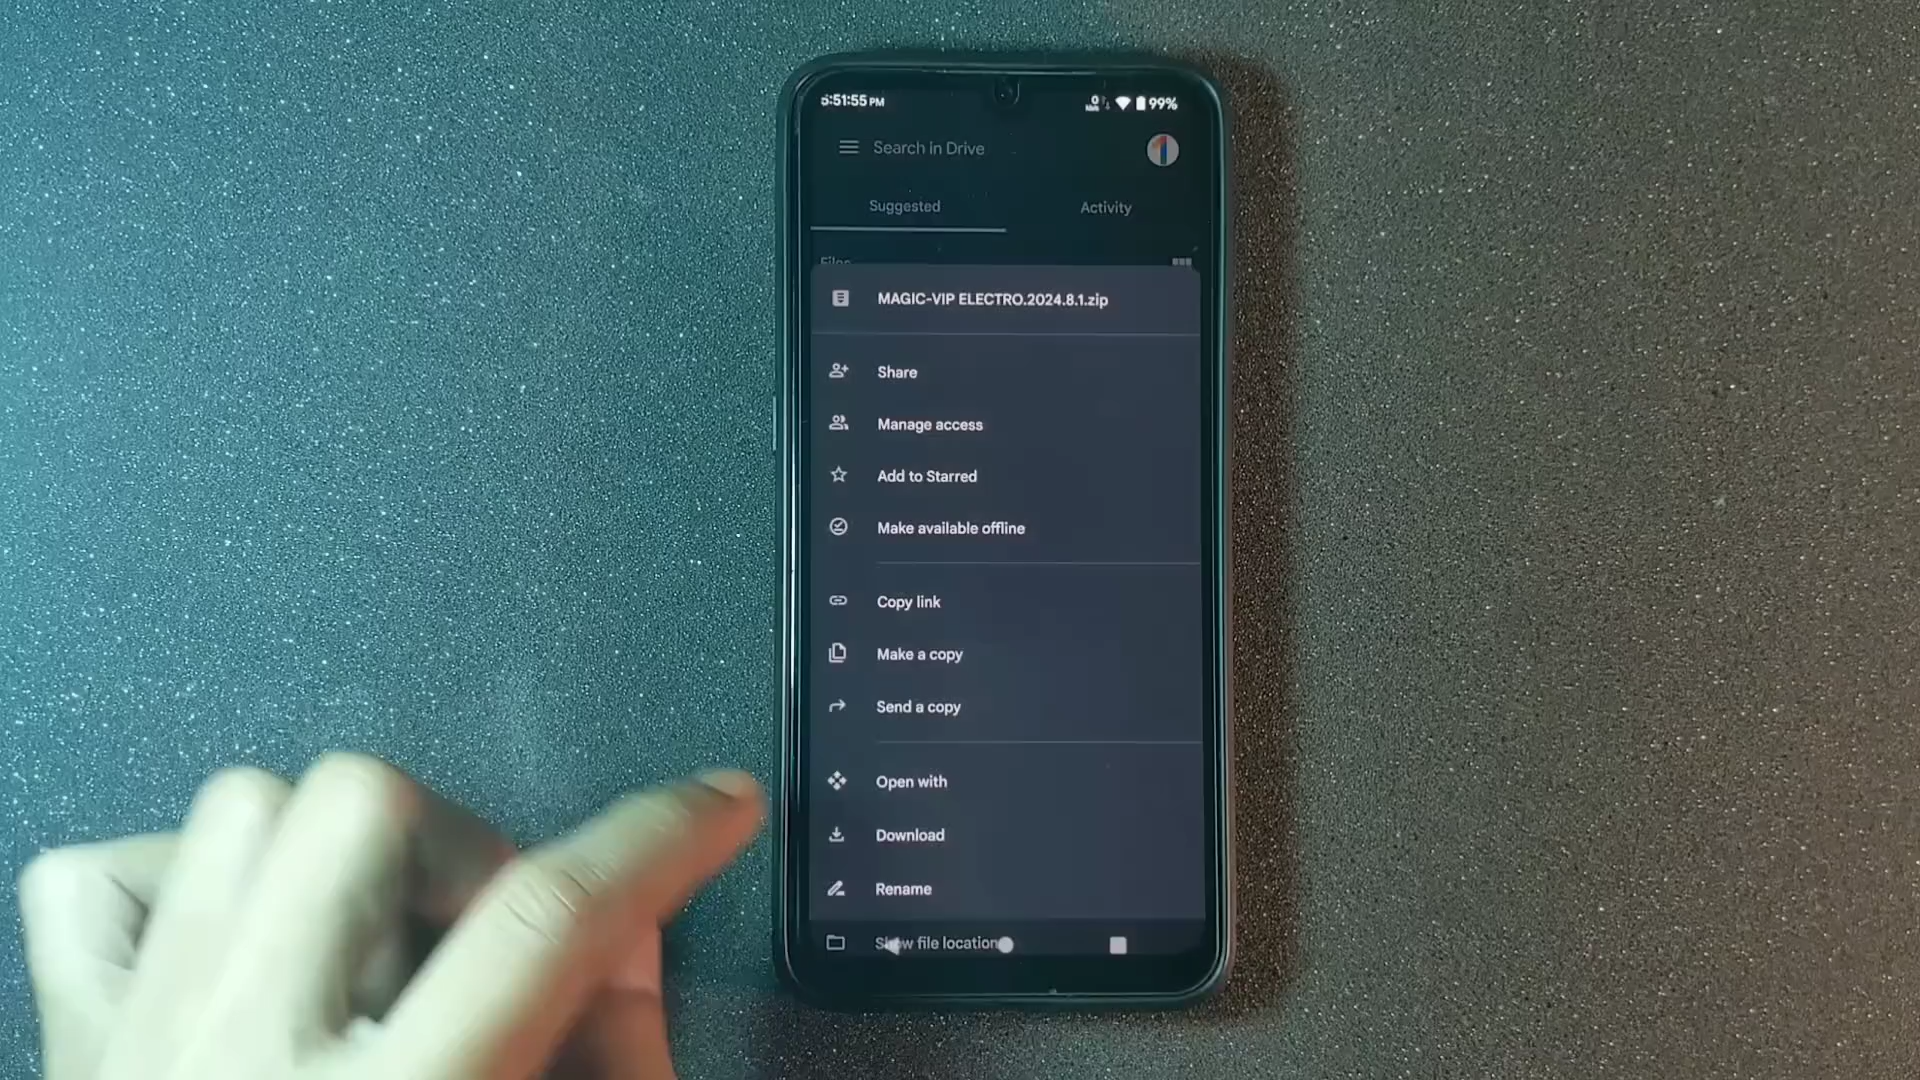 5:51:55 PM
99%
Search in Drive
Suggested
Activity
Files
MAGIC-VIP ELECTRO.2024.8.1.zip
Share
Manage access
Add to Starred
Make available offline
Copy link
Make a copy
Send a copy
Open with
Download
Rename
Show file location